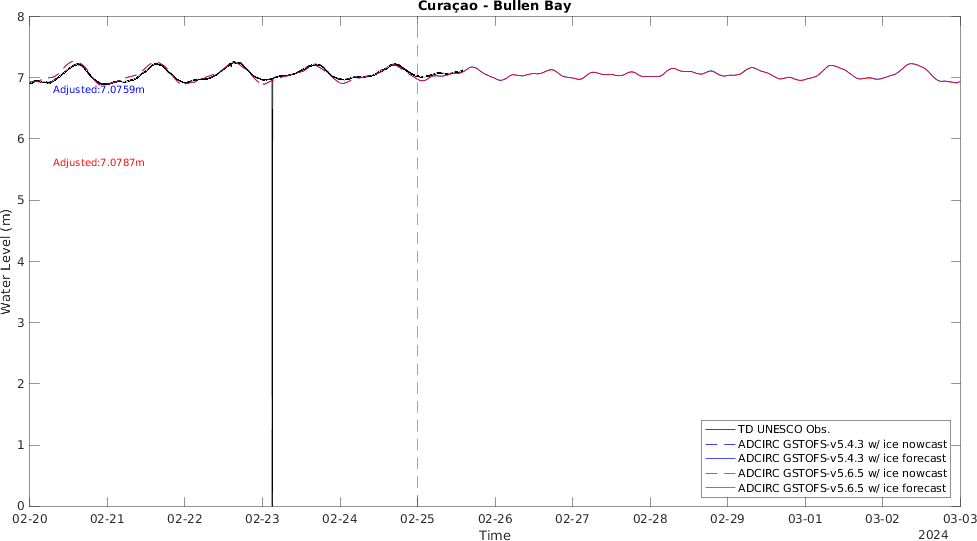 Curaçao - Bullen Bay
8
7
6
5
4
3
2
1
0
Water Level (m)
Adjusted:7.0759m
Adjusted:7.0787m
TD UNESCO Obs.
ADCIRC GSTOFS-v5.4.3 w/ ice nowcast
ADCIRC GSTOFS-v5.4.3 w/ ice forecast
ADCIRC GSTOFS-v5.6.5 w/ ice nowcast
ADCIRC GSTOFS-v5.6.5 w/ ice forecast
02-20 02-21 02-22 02-23 02-24 02-25 02-26 02-27 02-28 02-29 03-01 03-02 03-03
Time
2024